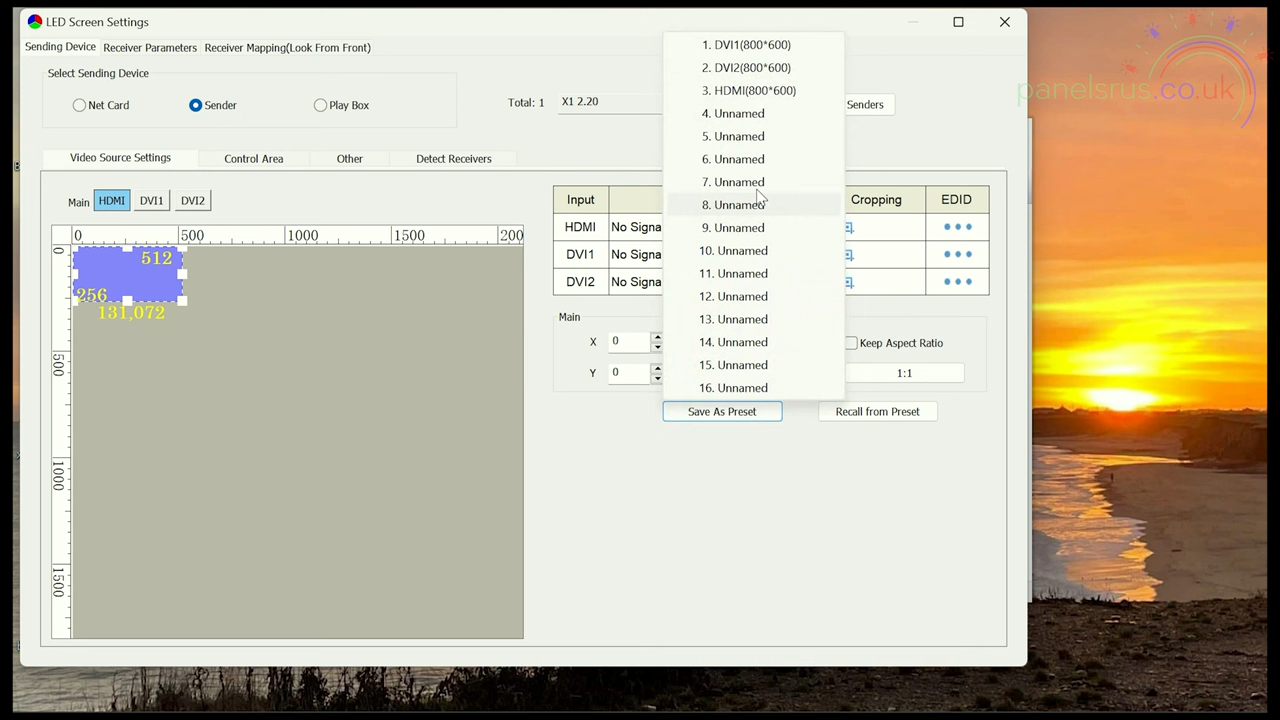 LED Screen Settings
Sending Device Receiver Parameters Receiver Mapping(Look From Front)
Select Sending Device
Net Card Sender Play Box
Total: 1 X1 2.20 Senders
Video Source Settings Control Area Other Detect Receivers
Main HDMI DVI1 DVI2
0 500 1000 1500 200
0
500
1000
1500
512
256
131,072
Input Cropping EDID
HDMI No Signa
DVI1 No Signa
DVI2 No Signa
Main
X 0 Keep Aspect Ratio
Y 0 1:1
Save As Preset Recall from Preset
1. DVI1(800*600)
2. DVI2(800*600)
3. HDMI(800*600)
4. Unnamed
5. Unnamed
6. Unnamed
7. Unnamed
8. Unnamed
9. Unnamed
10. Unnamed
11. Unnamed
12. Unnamed
13. Unnamed
14. Unnamed
15. Unnamed
16. Unnamed
panelsrus.co.uk